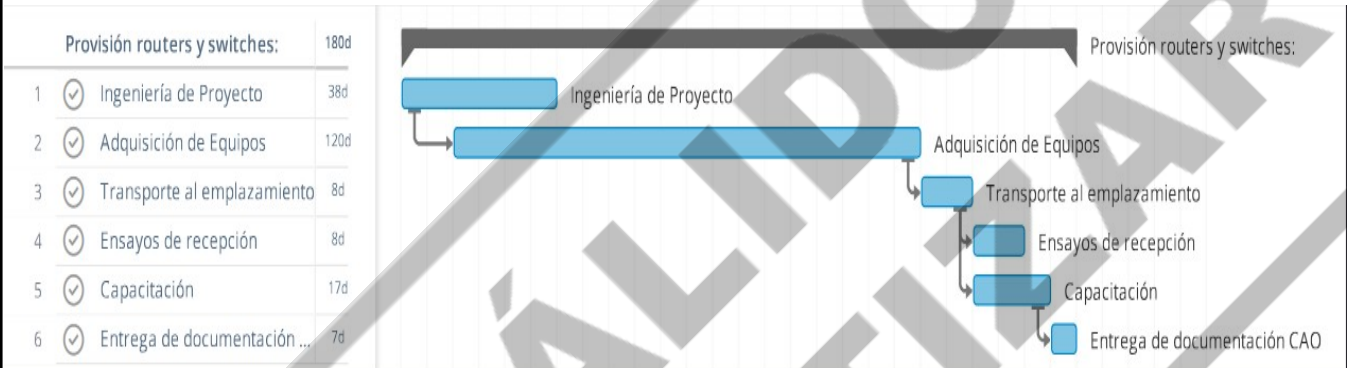 Provisión routers y switches: 180d
Provisión routers y switches:
1 Ingeniería de Proyecto 38d
Ingeniería de Proyecto
2 Adquisición de Equipos 120d
Adquisición de Equipos
3 Transporte al emplazamiento 8d
Transporte al emplazamiento
4 Ensayos de recepción 8d
Ensayos de recepción
5 Capacitación 17d
Capacitación
6 Entrega de documentación ... 7d
Entrega de documentación CAO
ÁLIDO
TIZAR